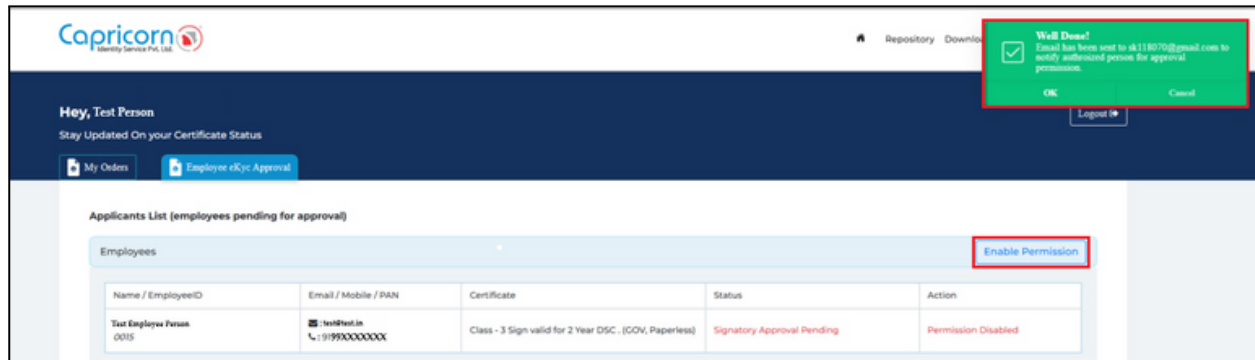 Capricorn
Identity Service Pvt. Ltd.
Repository Downlo
Well Done!
Email has been sent to sk118070@gmail.com to
notify authroized person for approval
permission.
OK Cancel
Hey, Test Person
Logout
Stay Updated On your Certificate Status
My Orders Employee eKyc Approval
Applicants List (employees pending for approval)
Employees Enable Permission
Name / EmployeeID Email / Mobile / PAN Certificate Status Action
Test Employee Person : test@test.in
0015 : 9199XXXXXXXX Class - 3 Sign valid for 2 Year DSC . (GOV, Paperless) Signatory Approval Pending Permission Disabled